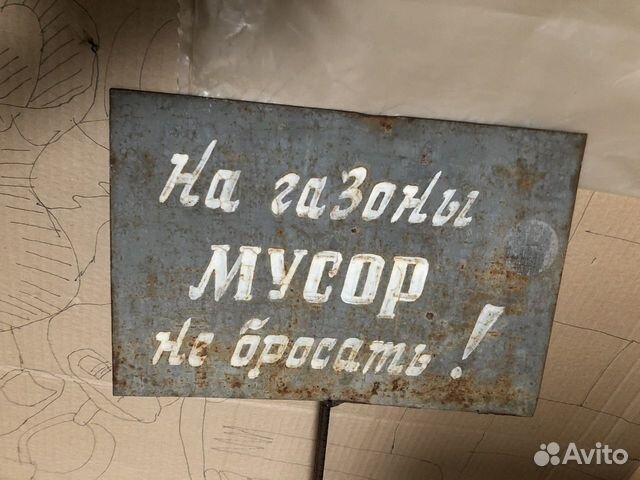 На газоны
МУСОР
не бросать!
Avito